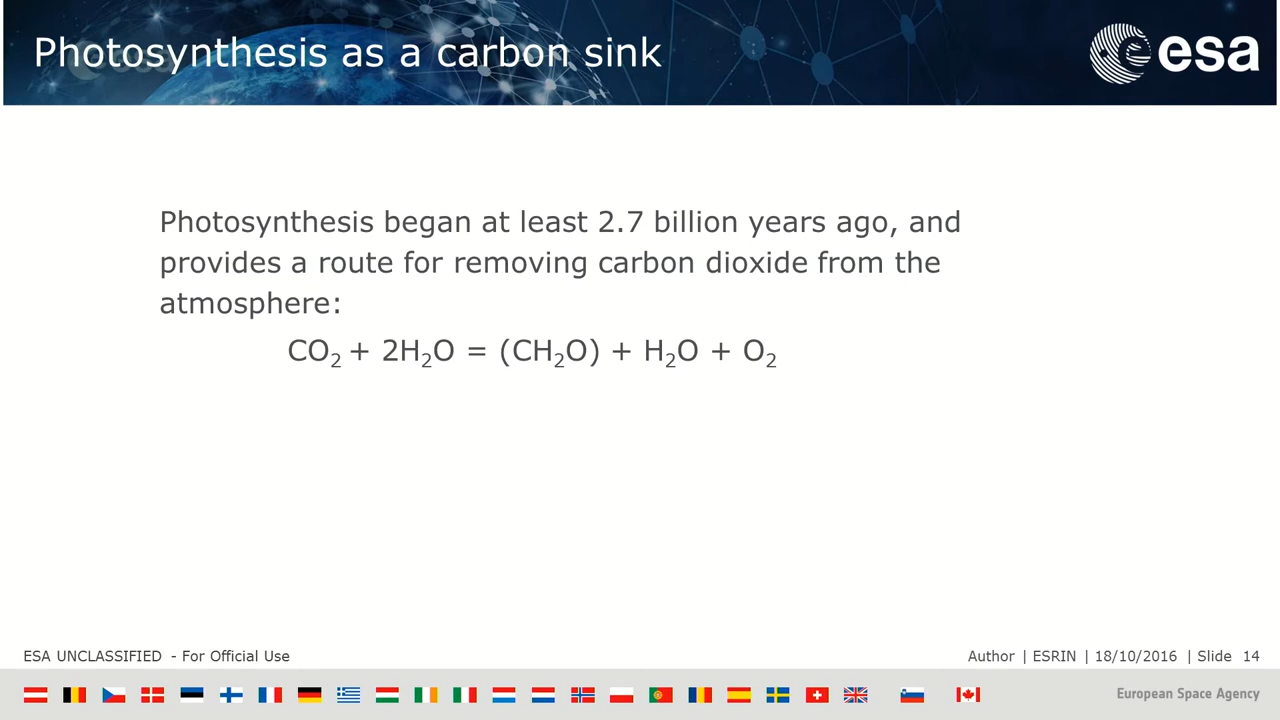 Photosynthesis as a carbon sink
esa
Photosynthesis began at least 2.7 billion years ago, and
provides a route for removing carbon dioxide from the
atmosphere:
CO₂ + 2H₂O = (CH₂O) + H₂O + O₂
ESA UNCLASSIFIED - For Official Use
Author | ESRIN | 18/10/2016 | Slide 14
European Space Agency